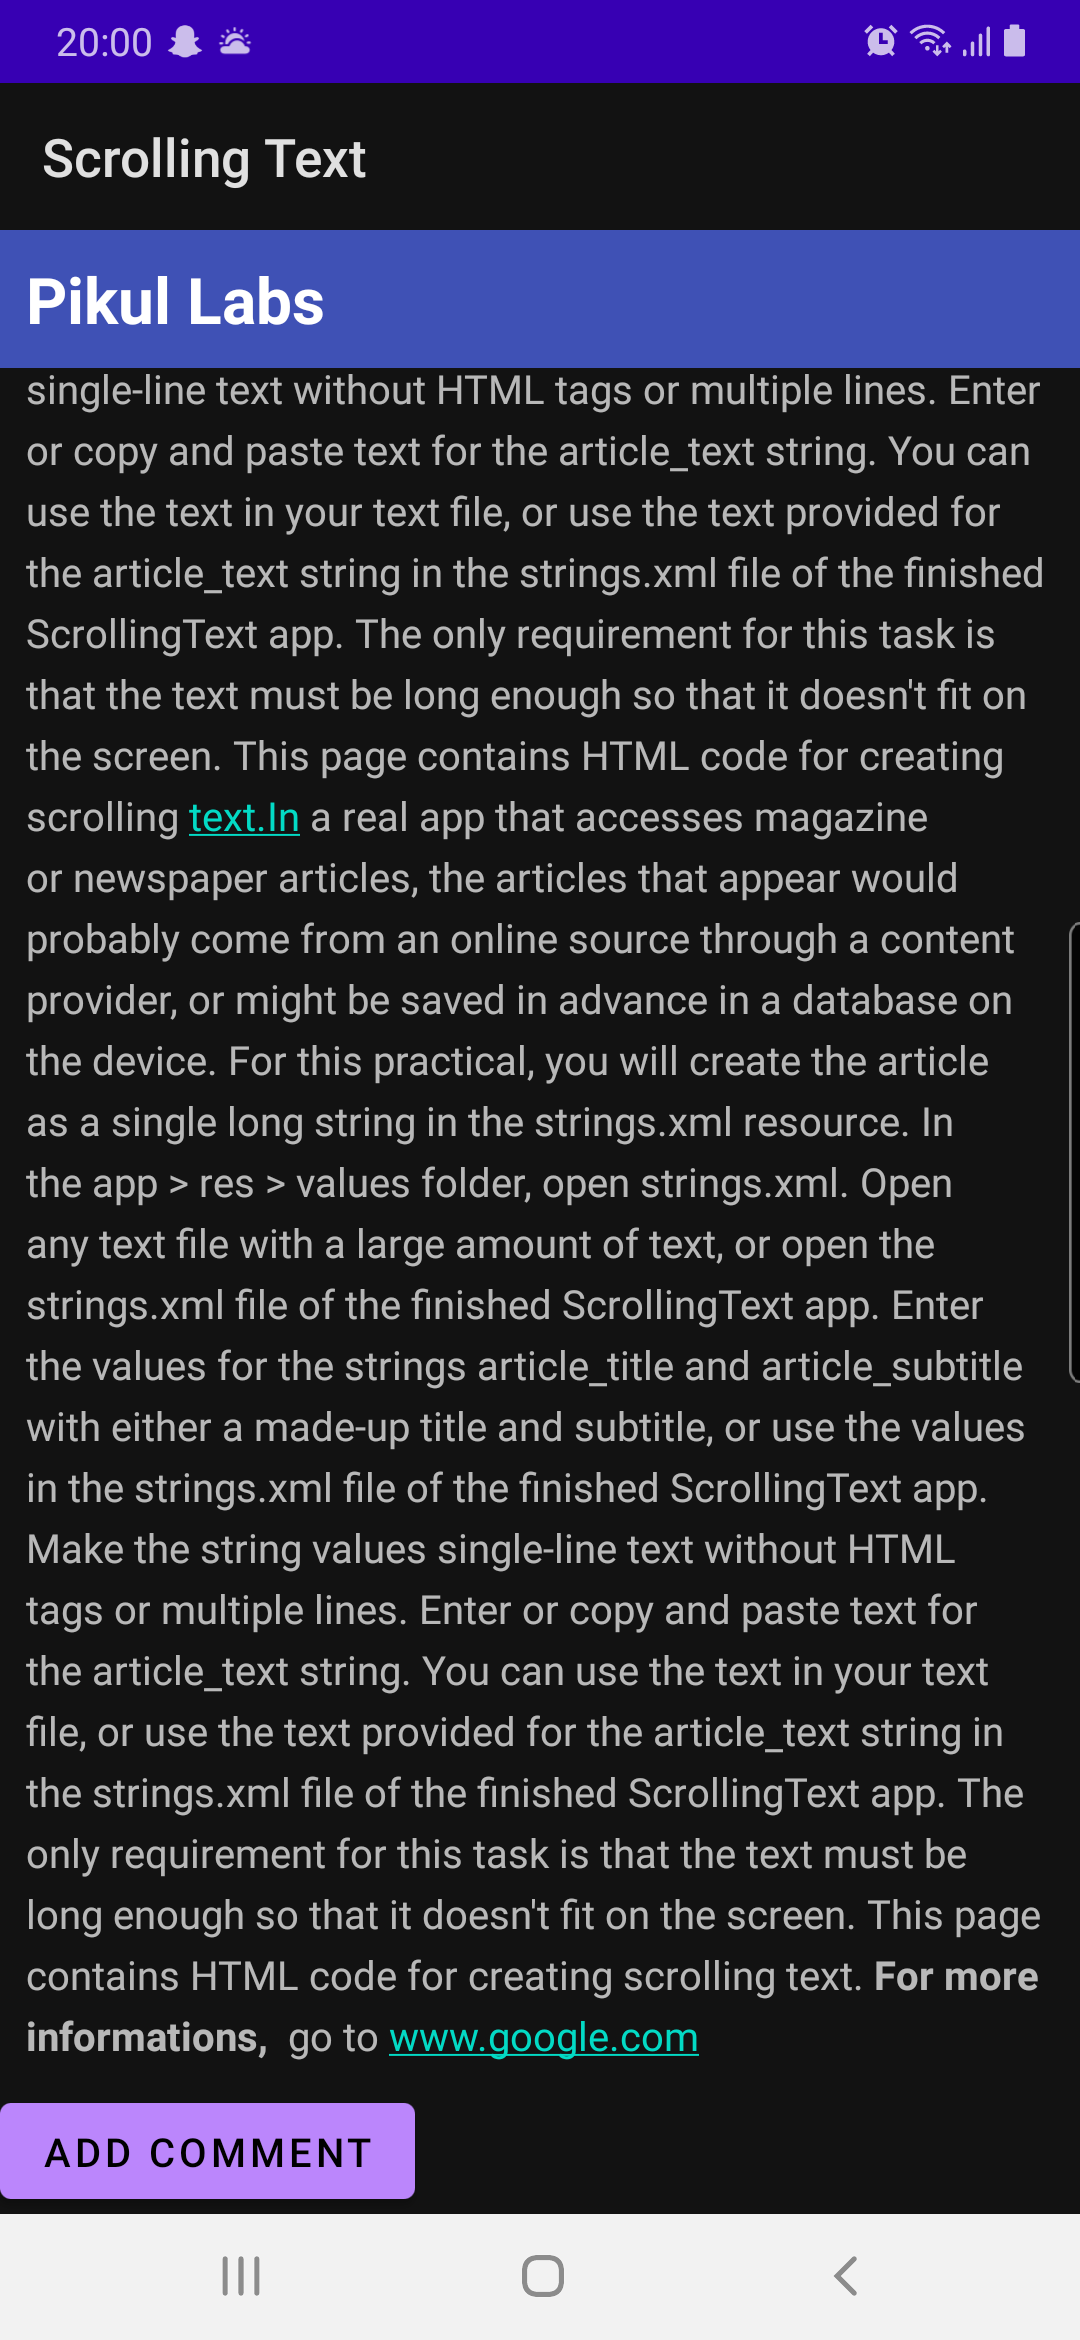 20:00
Scrolling Text
Pikul Labs
single-line text without HTML tags or multiple lines. Enter
or copy and paste text for the article_text string. You can
use the text in your text file, or use the text provided for
the article_text string in the strings.xml file of the finished
ScrollingText app. The only requirement for this task is
that the text must be long enough so that it doesn't fit on
the screen. This page contains HTML code for creating
scrolling text.In a real app that accesses magazine
or newspaper articles, the articles that appear would
probably come from an online source through a content
provider, or might be saved in advance in a database on
the device. For this practical, you will create the article
as a single long string in the strings.xml resource. In
the app > res > values folder, open strings.xml. Open
any text file with a large amount of text, or open the
strings.xml file of the finished ScrollingText app. Enter
the values for the strings article_title and article_subtitle
with either a made-up title and subtitle, or use the values
in the strings.xml file of the finished ScrollingText app.
Make the string values single-line text without HTML
tags or multiple lines. Enter or copy and paste text for
the article_text string. You can use the text in your text
file, or use the text provided for the article_text string in
the strings.xml file of the finished ScrollingText app. The
only requirement for this task is that the text must be
long enough so that it doesn't fit on the screen. This page
contains HTML code for creating scrolling text. For more
informations,  go to www.google.com
ADD COMMENT